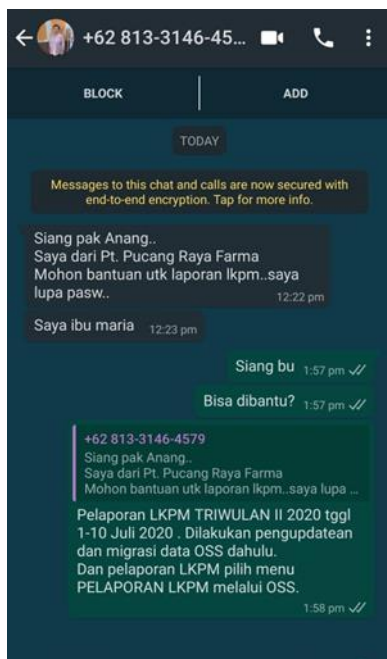 +62 813-3146-45...
BLOCK
ADD
TODAY
Messages to this chat and calls are now secured with
end-to-end encryption. Tap for more info.
Siang pak Anang..
Saya dari Pt. Pucang Raya Farma
Mohon bantuan utk laporan lkpm..saya
lupa pasw..
12:22 pm
Saya ibu maria 12:23 pm
Siang bu 1:57 pm
Bisa dibantu? 1:57 pm
+62 813-3146-4579
Siang pak Anang..
Saya dari Pt. Pucang Raya Farma
Mohon bantuan utk laporan lkpm..saya lupa ...
Pelaporan LKPM TRIWULAN II 2020 tggl
1-10 Juli 2020 . Dilakukan pengupdatean
dan migrasi data OSS dahulu.
Dan pelaporan LKPM pilih menu
PELAPORAN LKPM melalui OSS.
1:58 pm